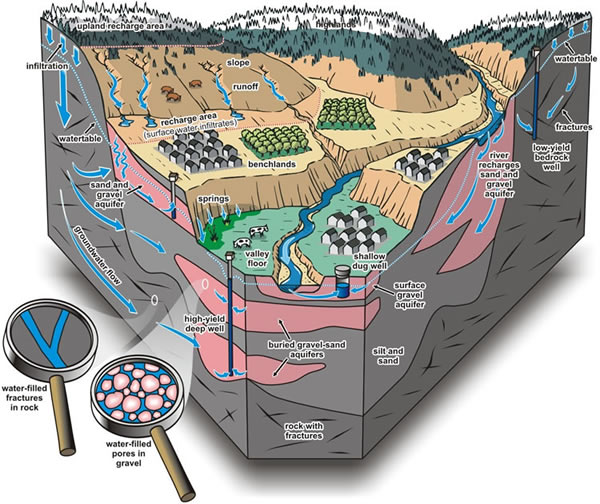 upland recharge area
highlands
infiltration
slope
runoff
recharge area
(surface water infiltrates)
watertable
benchlands
sand and
gravel
aquifer
springs
groundwater flow
valley
floor
shallow
dug well
watertable
fractures
low-yield
bedrock
well
river
recharges
sand and
gravel
aquifer
surface
gravel
aquifer
high-yield
deep well
buried gravel-sand
aquifers
silt and
sand
rock with
fractures
water-filled
fractures
in rock
water-filled
pores in
gravel
0
0